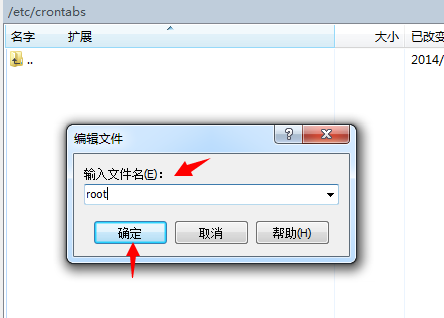 /etc/crontabs
名字 扩展 大小 已改变
.. 2014/
编辑文件
输入文件名(E)：
root
确定 取消 帮助(H)